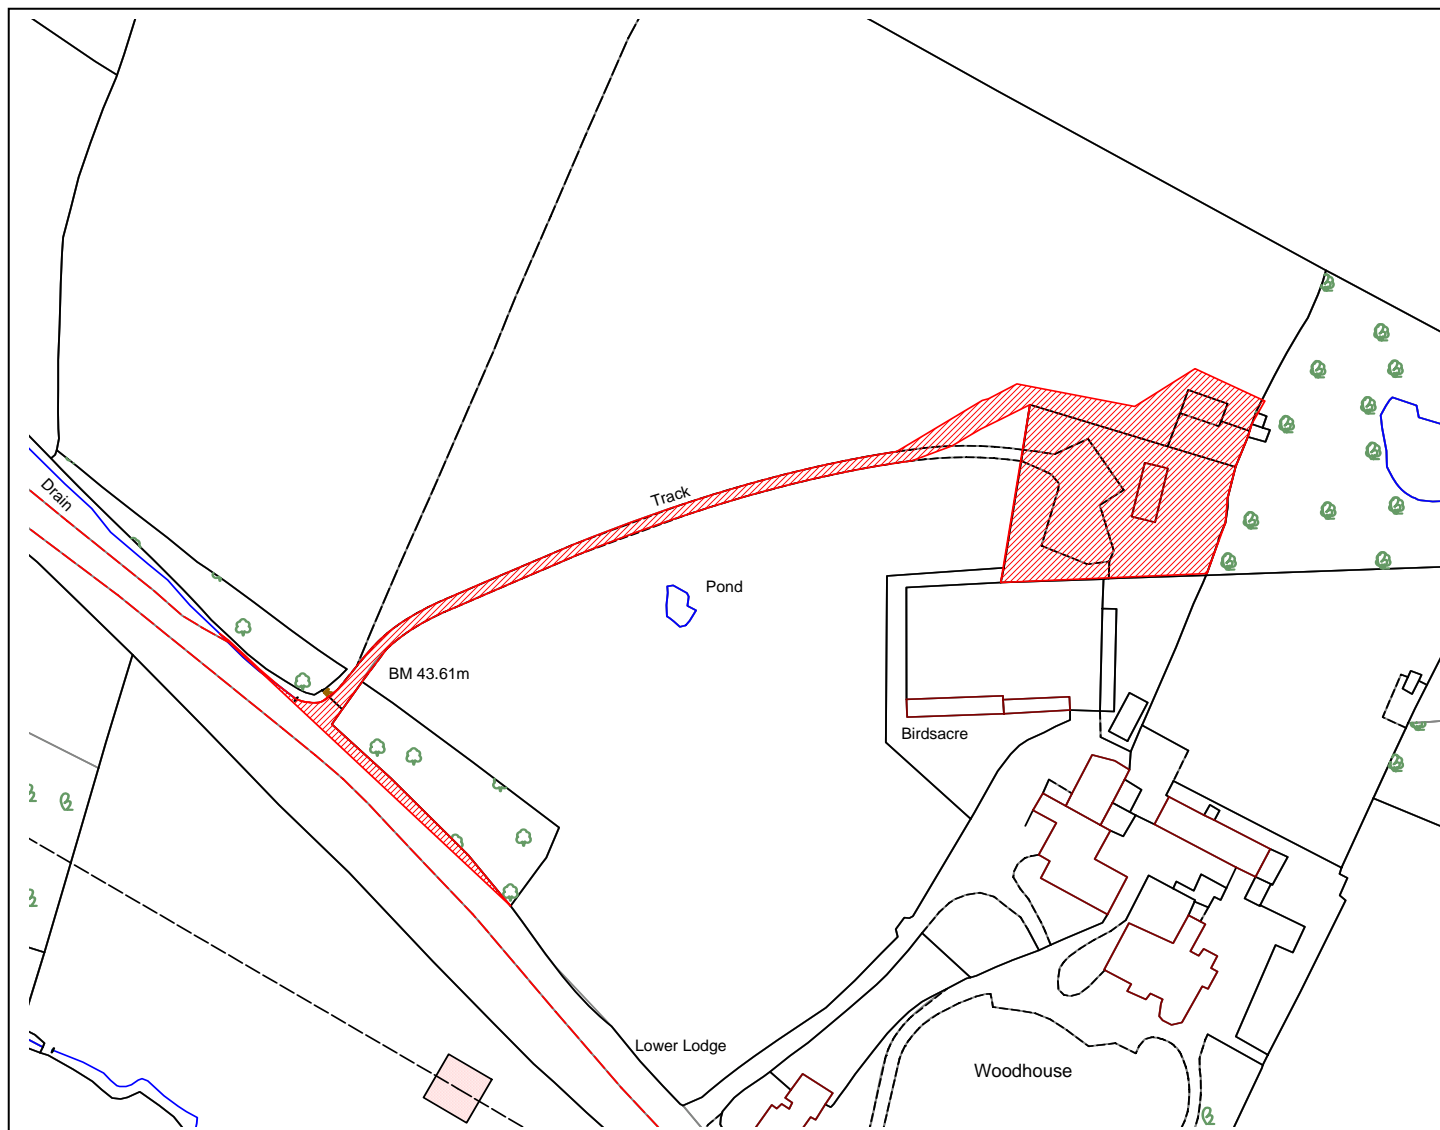 Drain
Track
Pond
BM 43.61m
Birdsacre
Lower Lodge
Woodhouse